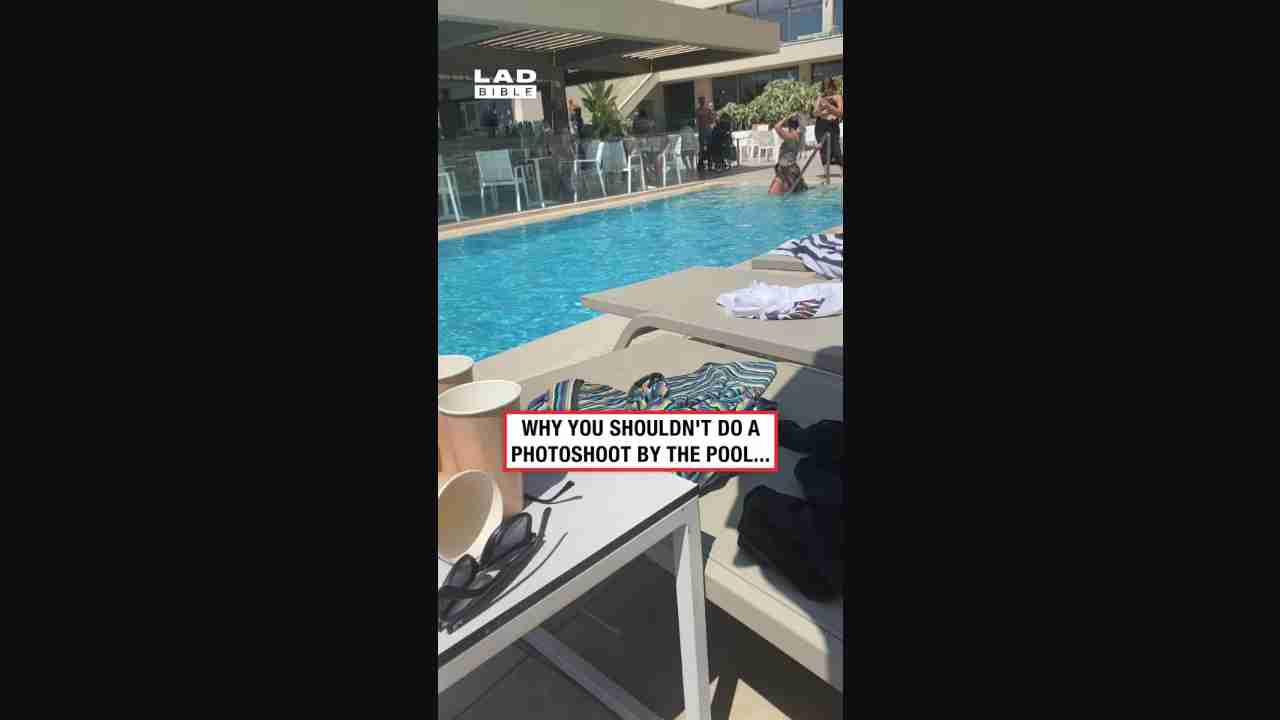 LAD
BIBLE
WHY YOU SHOULDN'T DO A
PHOTOSHOOT BY THE POOL...